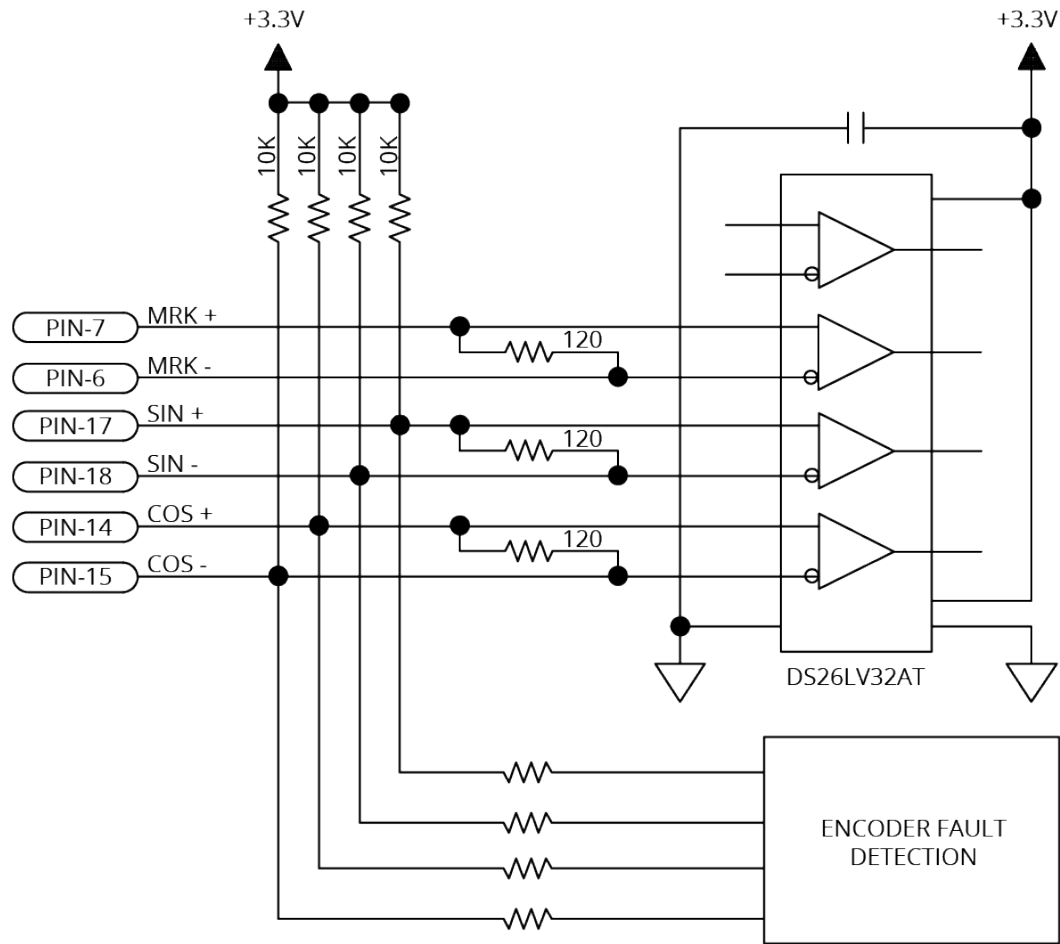 +3.3V
+3.3V
10K
10K
10K
10K
PIN-7
MRK +
120
PIN-6
MRK -
PIN-17
SIN +
120
PIN-18
SIN -
PIN-14
COS +
120
PIN-15
COS -
DS26LV32AT
ENCODER FAULT
DETECTION